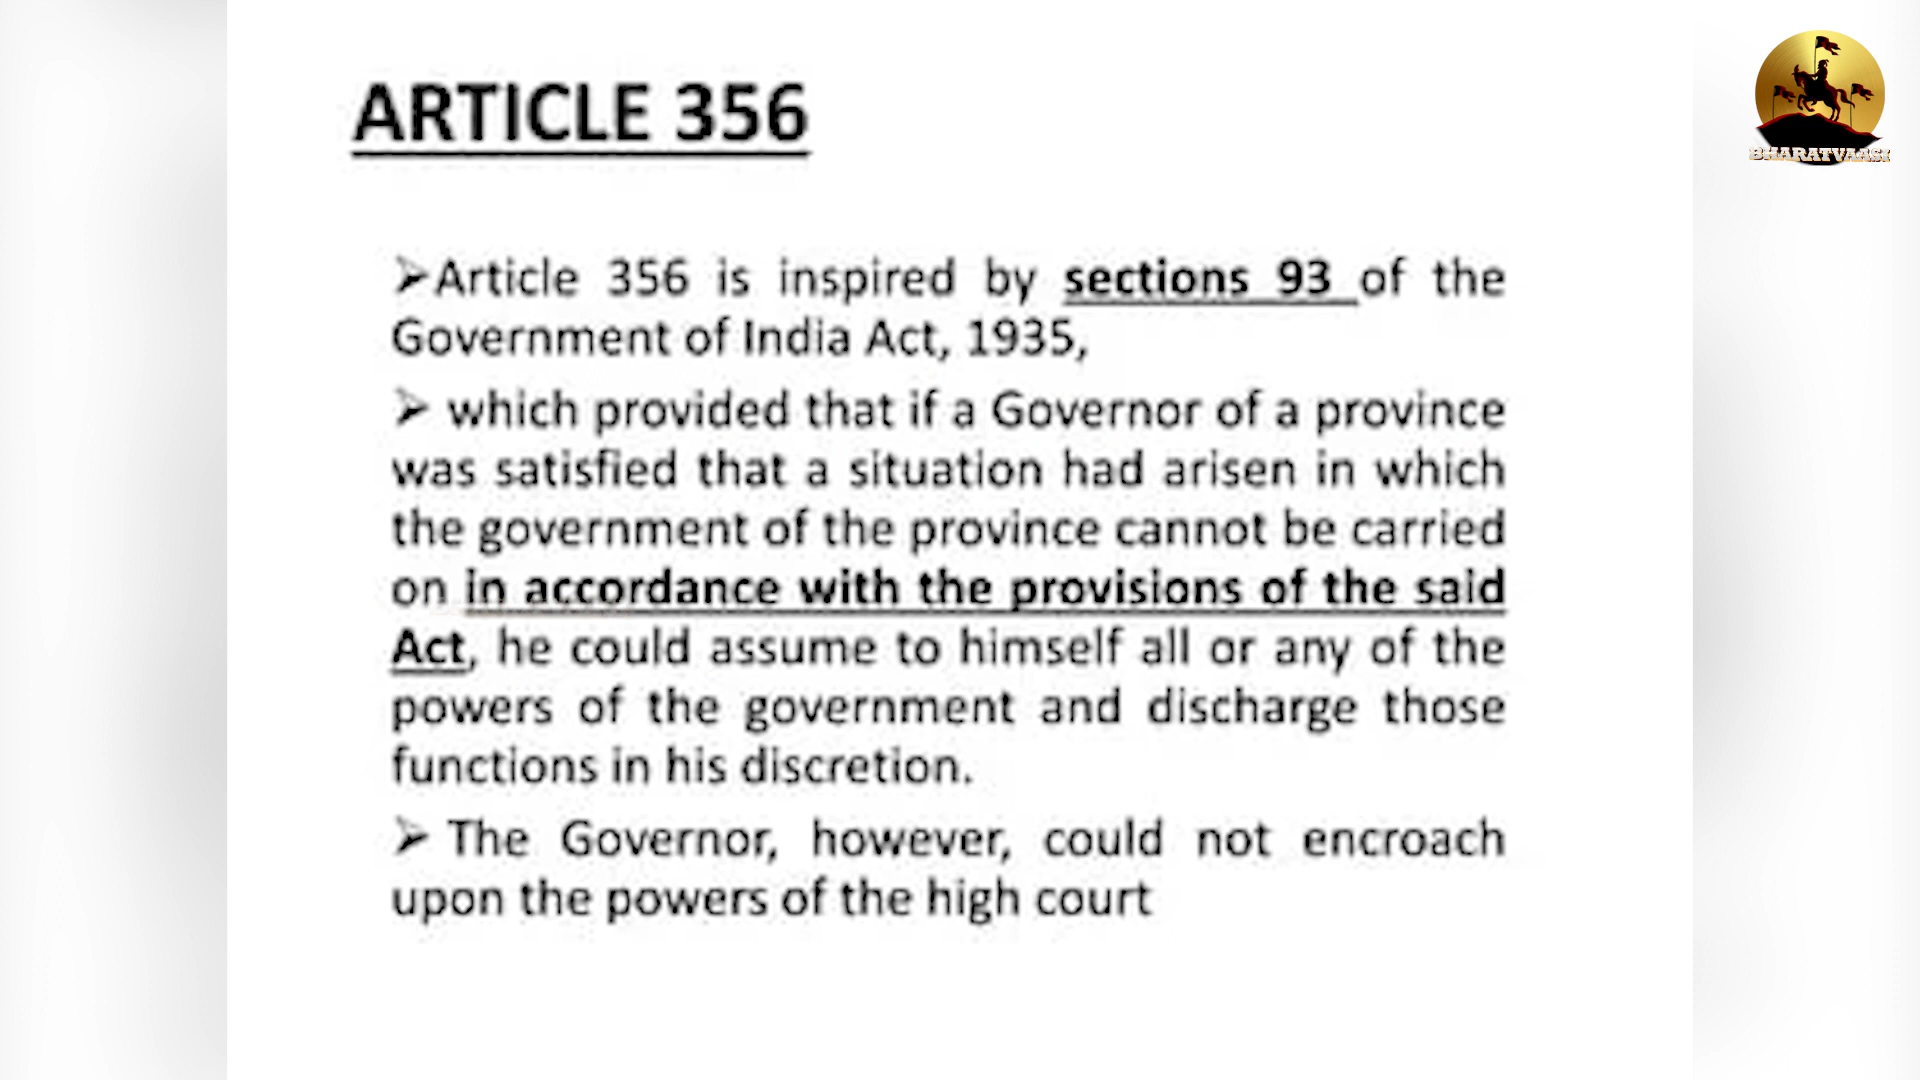 ARTICLE 356
BHARATVAASI
➢Article 356 is inspired by sections 93 of the
Government of India Act, 1935,
➢ which provided that if a Governor of a province
was satisfied that a situation had arisen in which
the government of the province cannot be carried
on in accordance with the provisions of the said
Act, he could assume to himself all or any of the
powers of the government and discharge those
functions in his discretion.
➢ The Governor, however, could not encroach
upon the powers of the high court